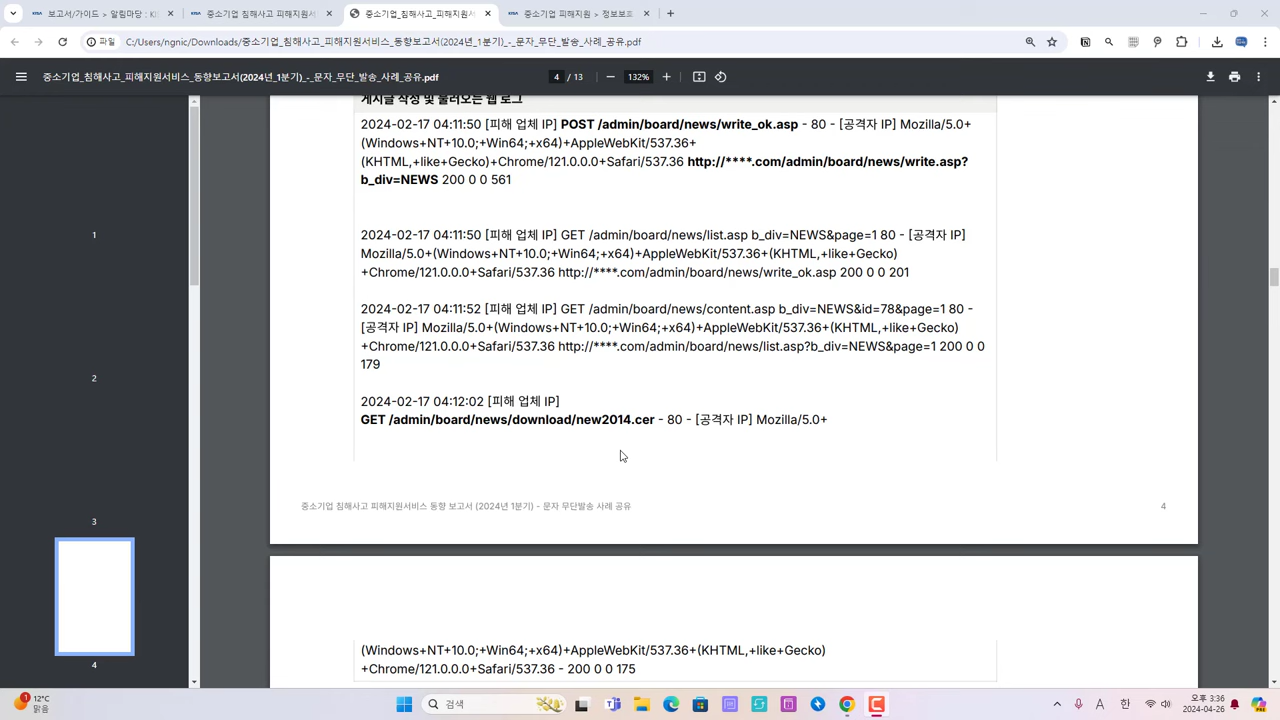 보고서/가이드 > 알림마당 : KIS
중소기업 침해사고 피해지원서비
중소기업_침해사고_피해지원서
중소기업 피해지원 > 정보보호
파일
C:/Users/ngnic/Downloads/중소기업_침해사고_피해지원서비스_동향보고서(2024년_1분기)_-_문자_무단_발송_사례_공유.pdf
중소기업_침해사고_피해지원서비스_동향보고서(2024년_1분기)_-_문자_무단_발송_사례_공유.pdf
4 / 13
132%
게시글 작성 및 불러오는 웹 로그
2024-02-17 04:11:50 [피해 업체 IP] POST /admin/board/news/write_ok.asp - 80 - [공격자 IP] Mozilla/5.0+
(Windows+NT+10.0;+Win64;+x64)+AppleWebKit/537.36+
(KHTML,+like+Gecko)+Chrome/121.0.0.0+Safari/537.36 http://****.com/admin/board/news/write.asp?
b_div=NEWS 200 0 0 561
2024-02-17 04:11:50 [피해 업체 IP] GET /admin/board/news/list.asp b_div=NEWS&page=1 80 - [공격자 IP]
Mozilla/5.0+(Windows+NT+10.0;+Win64;+x64)+AppleWebKit/537.36+(KHTML,+like+Gecko)
+Chrome/121.0.0.0+Safari/537.36 http://****.com/admin/board/news/write_ok.asp 200 0 0 201
2024-02-17 04:11:52 [피해 업체 IP] GET /admin/board/news/content.asp b_div=NEWS&id=78&page=1 80 -
[공격자 IP] Mozilla/5.0+(Windows+NT+10.0;+Win64;+x64)+AppleWebKit/537.36+(KHTML,+like+Gecko)
+Chrome/121.0.0.0+Safari/537.36 http://****.com/admin/board/news/list.asp?b_div=NEWS&page=1 200 0 0
179
2024-02-17 04:12:02 [피해 업체 IP]
GET /admin/board/news/download/new2014.cer - 80 - [공격자 IP] Mozilla/5.0+
중소기업 침해사고 피해지원서비스 동향 보고서 (2024년 1분기) - 문자 무단발송 사례 공유
4
(Windows+NT+10.0;+Win64;+x64)+AppleWebKit/537.36+(KHTML,+like+Gecko)
+Chrome/121.0.0.0+Safari/537.36 - 200 0 0 175
1
2
3
4
12°C
맑음
검색
A
한
오후 3:36
2024-04-26